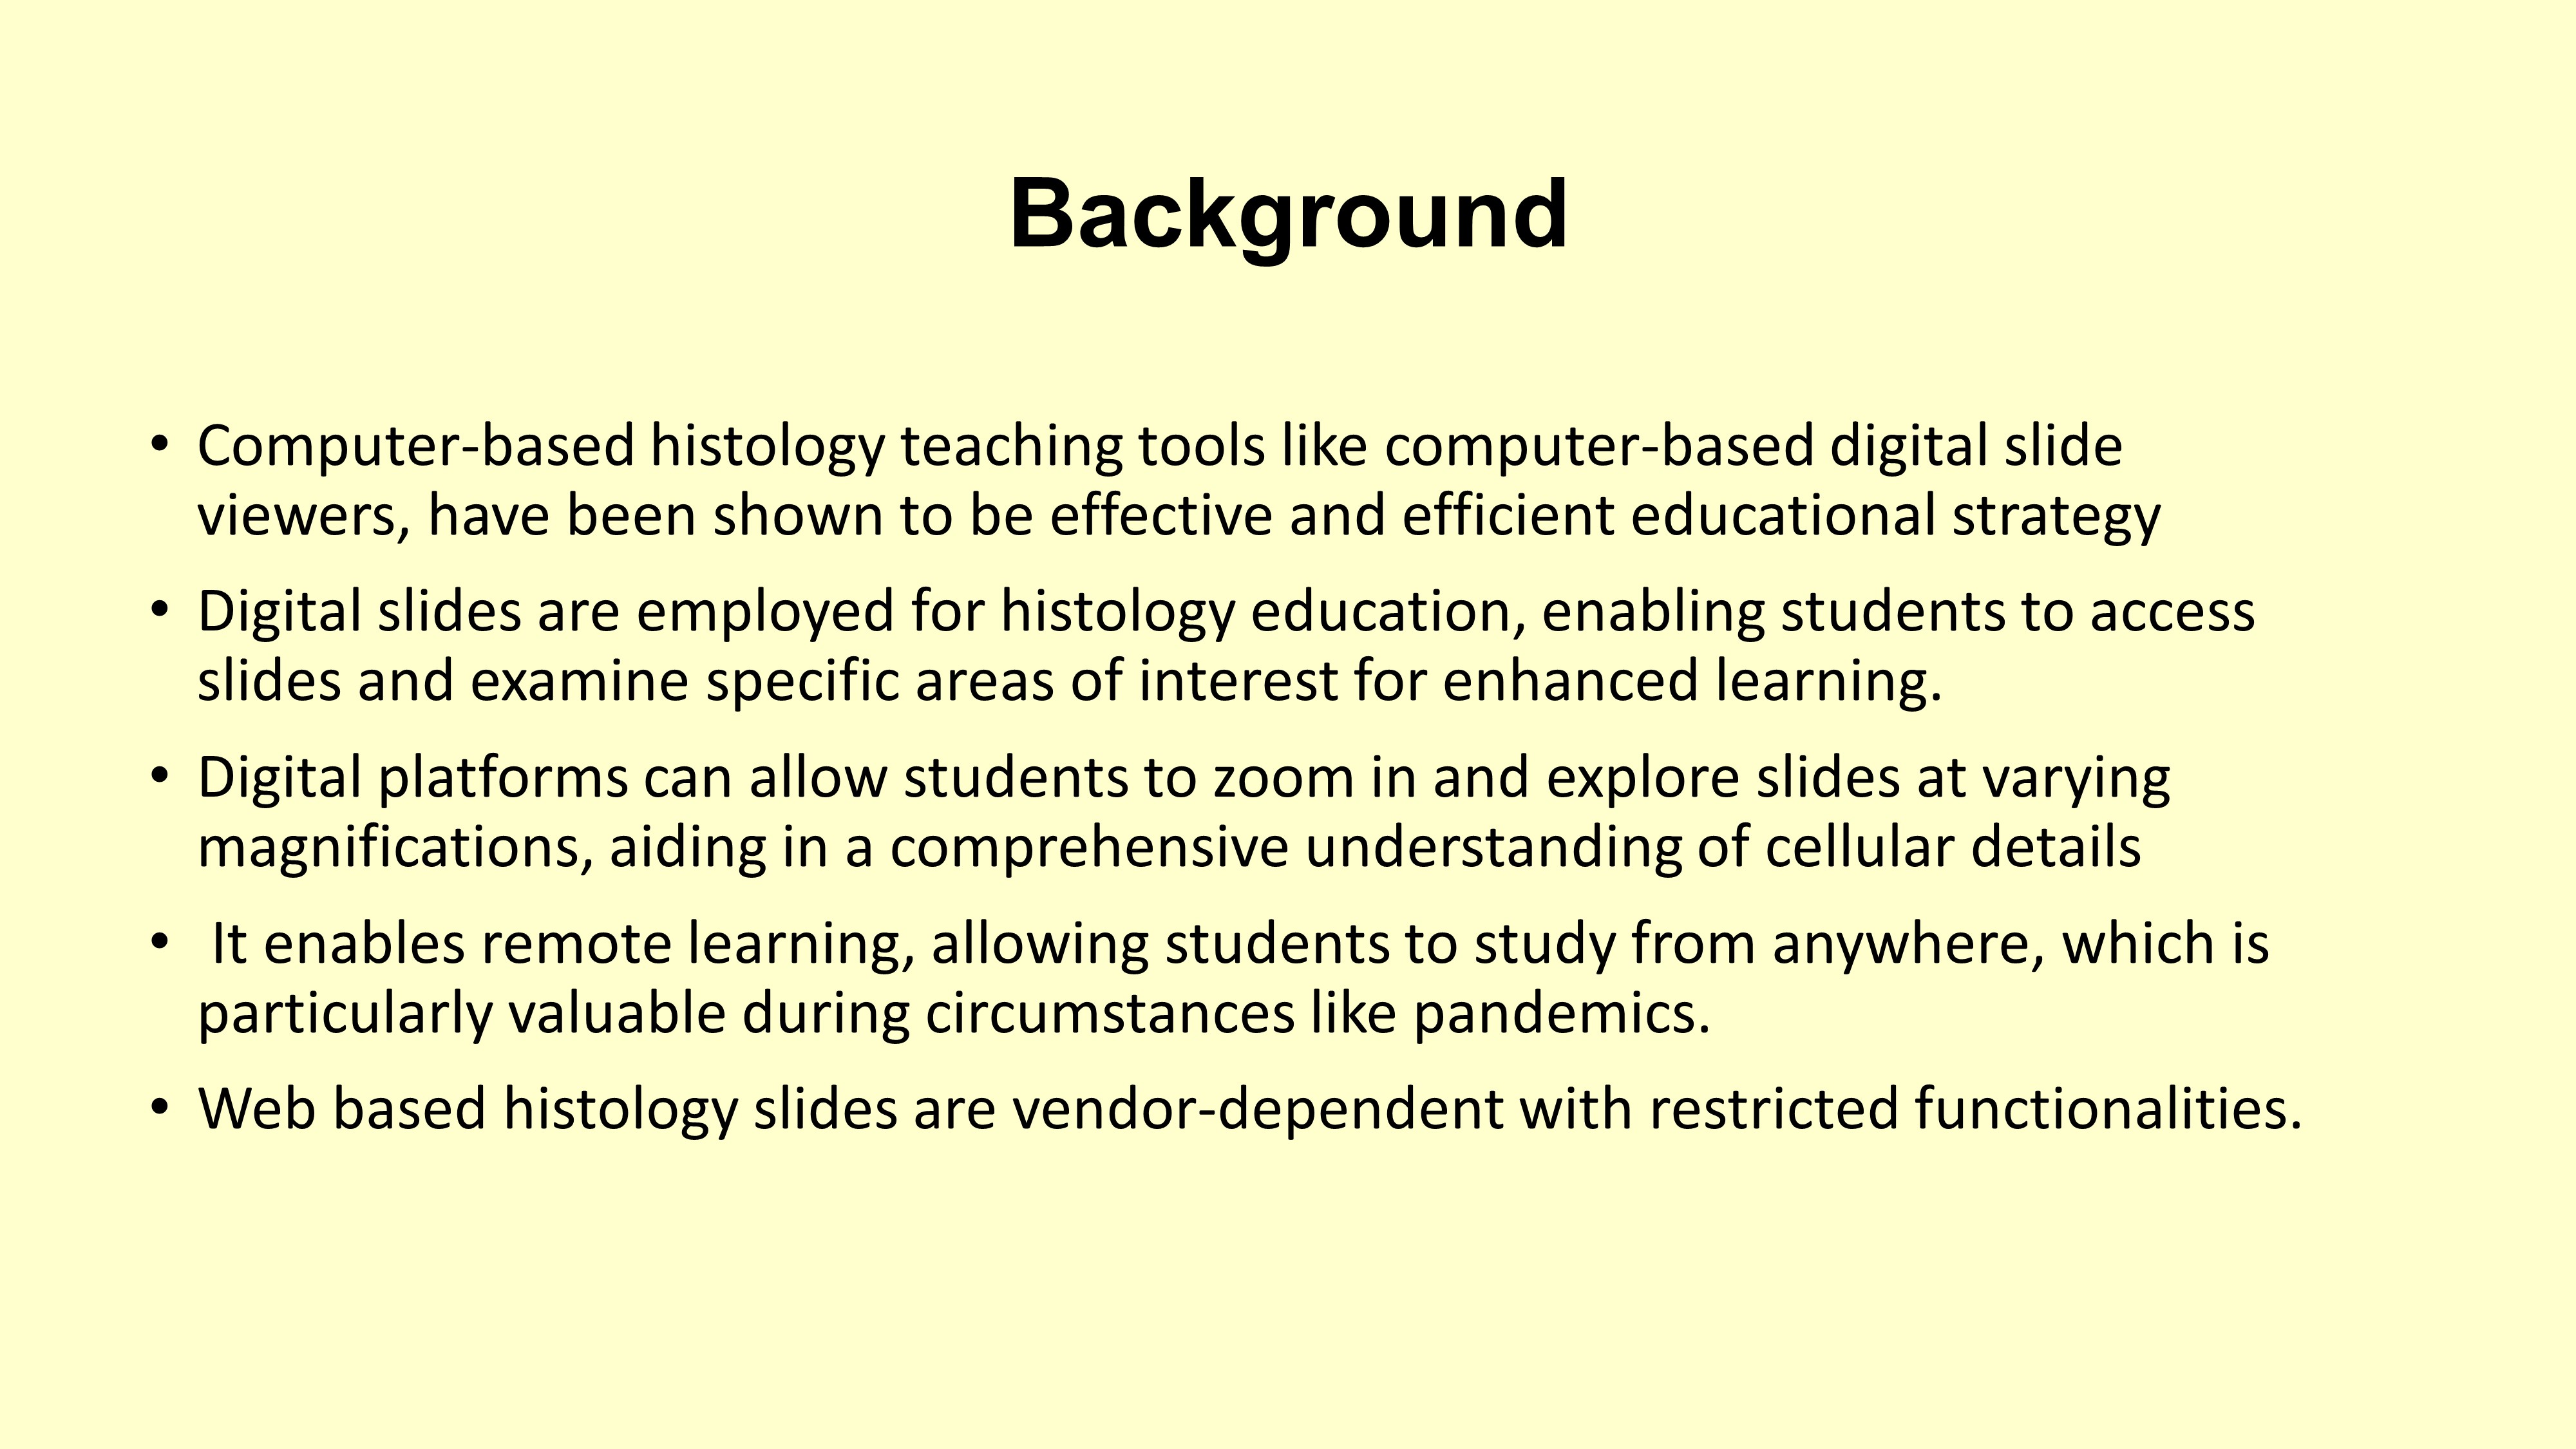 Background
• Computer-based histology teaching tools like computer-based digital slide
viewers, have been shown to be effective and efficient educational strategy
• Digital slides are employed for histology education, enabling students to access
slides and examine specific areas of interest for enhanced learning.
• Digital platforms can allow students to zoom in and explore slides at varying
magnifications, aiding in a comprehensive understanding of cellular details
• It enables remote learning, allowing students to study from anywhere, which is
particularly valuable during circumstances like pandemics.
• Web based histology slides are vendor-dependent with restricted functionalities.